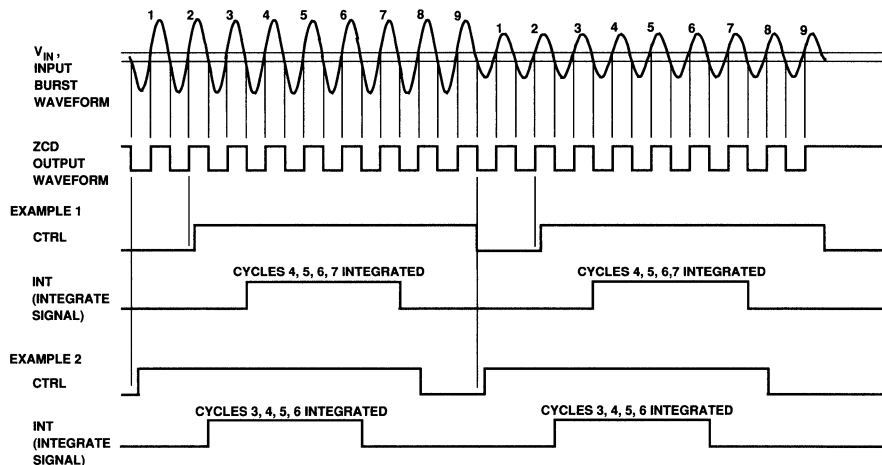 1 2 3 4 5 6 7 8 9 1 2 3 4 5 6 7 8 9
VIN,
INPUT
BURST
WAVEFORM
ZCD
OUTPUT
WAVEFORM
EXAMPLE 1
CTRL
CYCLES 4, 5, 6, 7 INTEGRATED CYCLES 4, 5, 6,7 INTEGRATED
INT
(INTEGRATE
SIGNAL)
EXAMPLE 2
CTRL
CYCLES 3, 4, 5, 6 INTEGRATED CYCLES 3, 4, 5, 6 INTEGRATED
INT
(INTEGRATE
SIGNAL)